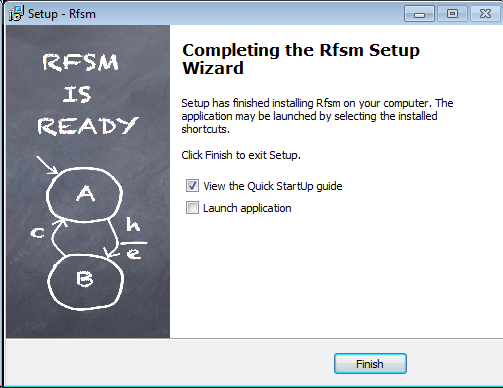 Setup - Rfsm
RFSM
IS
READY
A
c
h
e
B
Completing the Rfsm Setup
Wizard
Setup has finished installing Rfsm on your computer. The
application may be launched by selecting the installed
shortcuts.
Click Finish to exit Setup.
View the Quick StartUp guide
Launch application
Finish